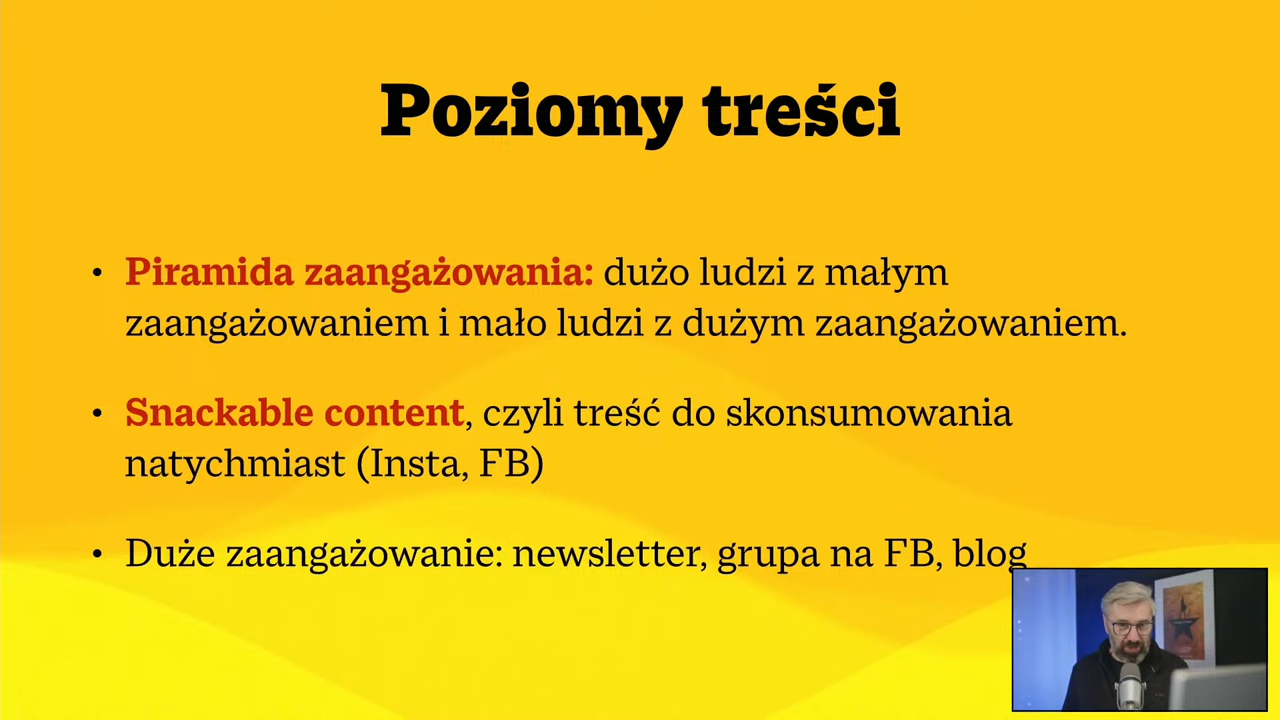 Poziomy treści
• Piramida zaangażowania: dużo ludzi z małym
zaangażowaniem i mało ludzi z dużym zaangażowaniem.
• Snackable content, czyli treść do skonsumowania
natychmiast (Insta, FB)
• Duże zaangażowanie: newsletter, grupa na FB, blog